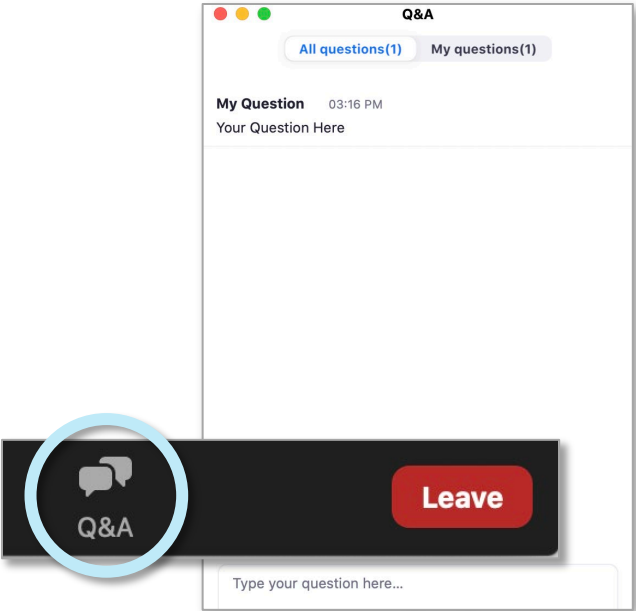 Q&A
All questions(1) My questions(1)
My Question 03:16 PM
Your Question Here
Q&A
Leave
Type your question here...